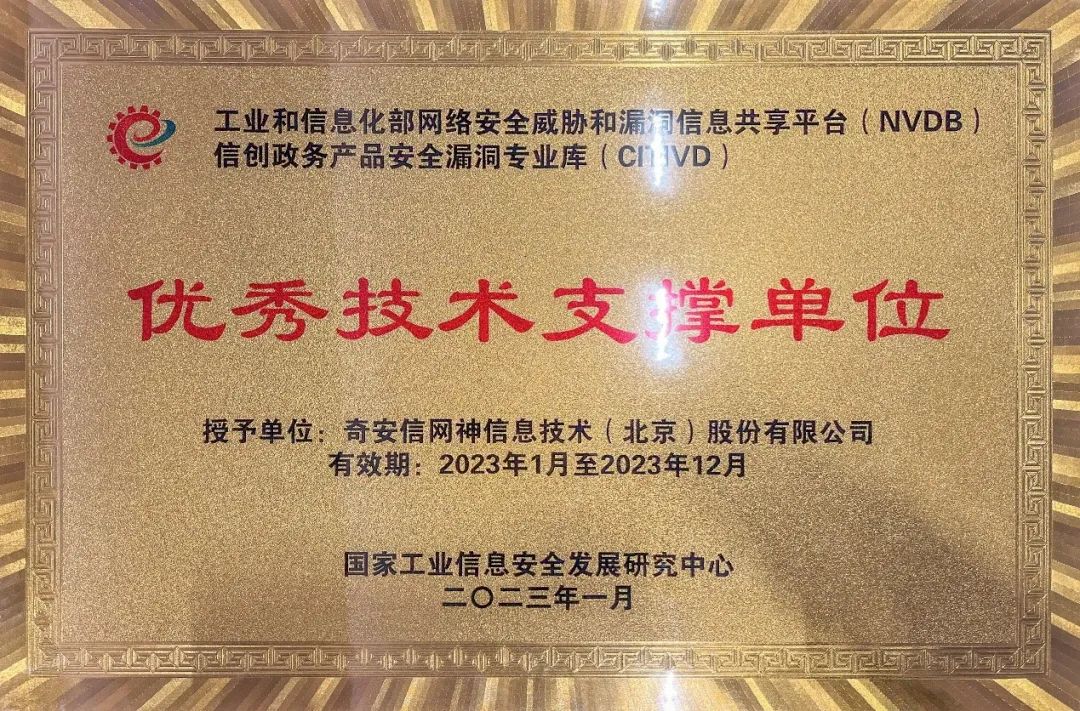 工业和信息化部网络安全威胁和漏洞信息共享平台（NVDB）
信创政务产品安全漏洞专业库（CITIVD）
优秀技术支撑单位
授予单位：奇安信网神信息技术（北京）股份有限公司
有效期：2023年1月至2023年12月
国家工业信息安全发展研究中心
二〇二三年一月